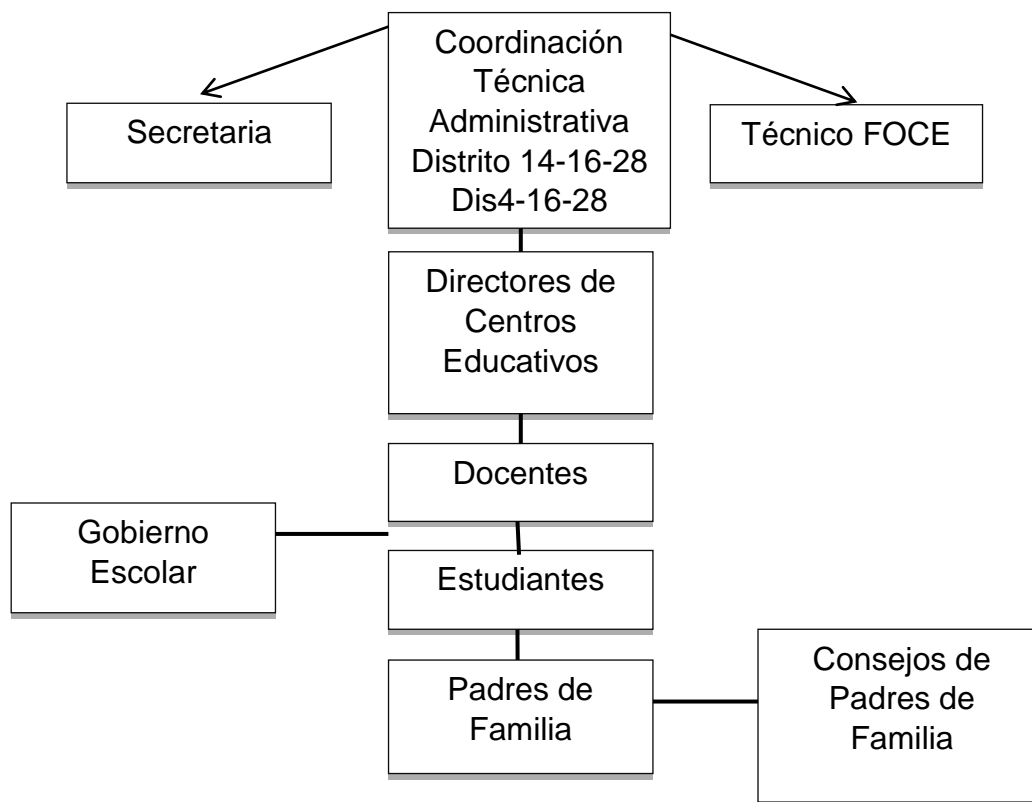 Coordinación
Técnica
Administrativa
Distrito 14-16-28
Dis4-16-28
Secretaria
Técnico FOCE
Directores de
Centros
Educativos
Docentes
Gobierno
Escolar
Estudiantes
Padres de
Familia
Consejos de
Padres de
Familia